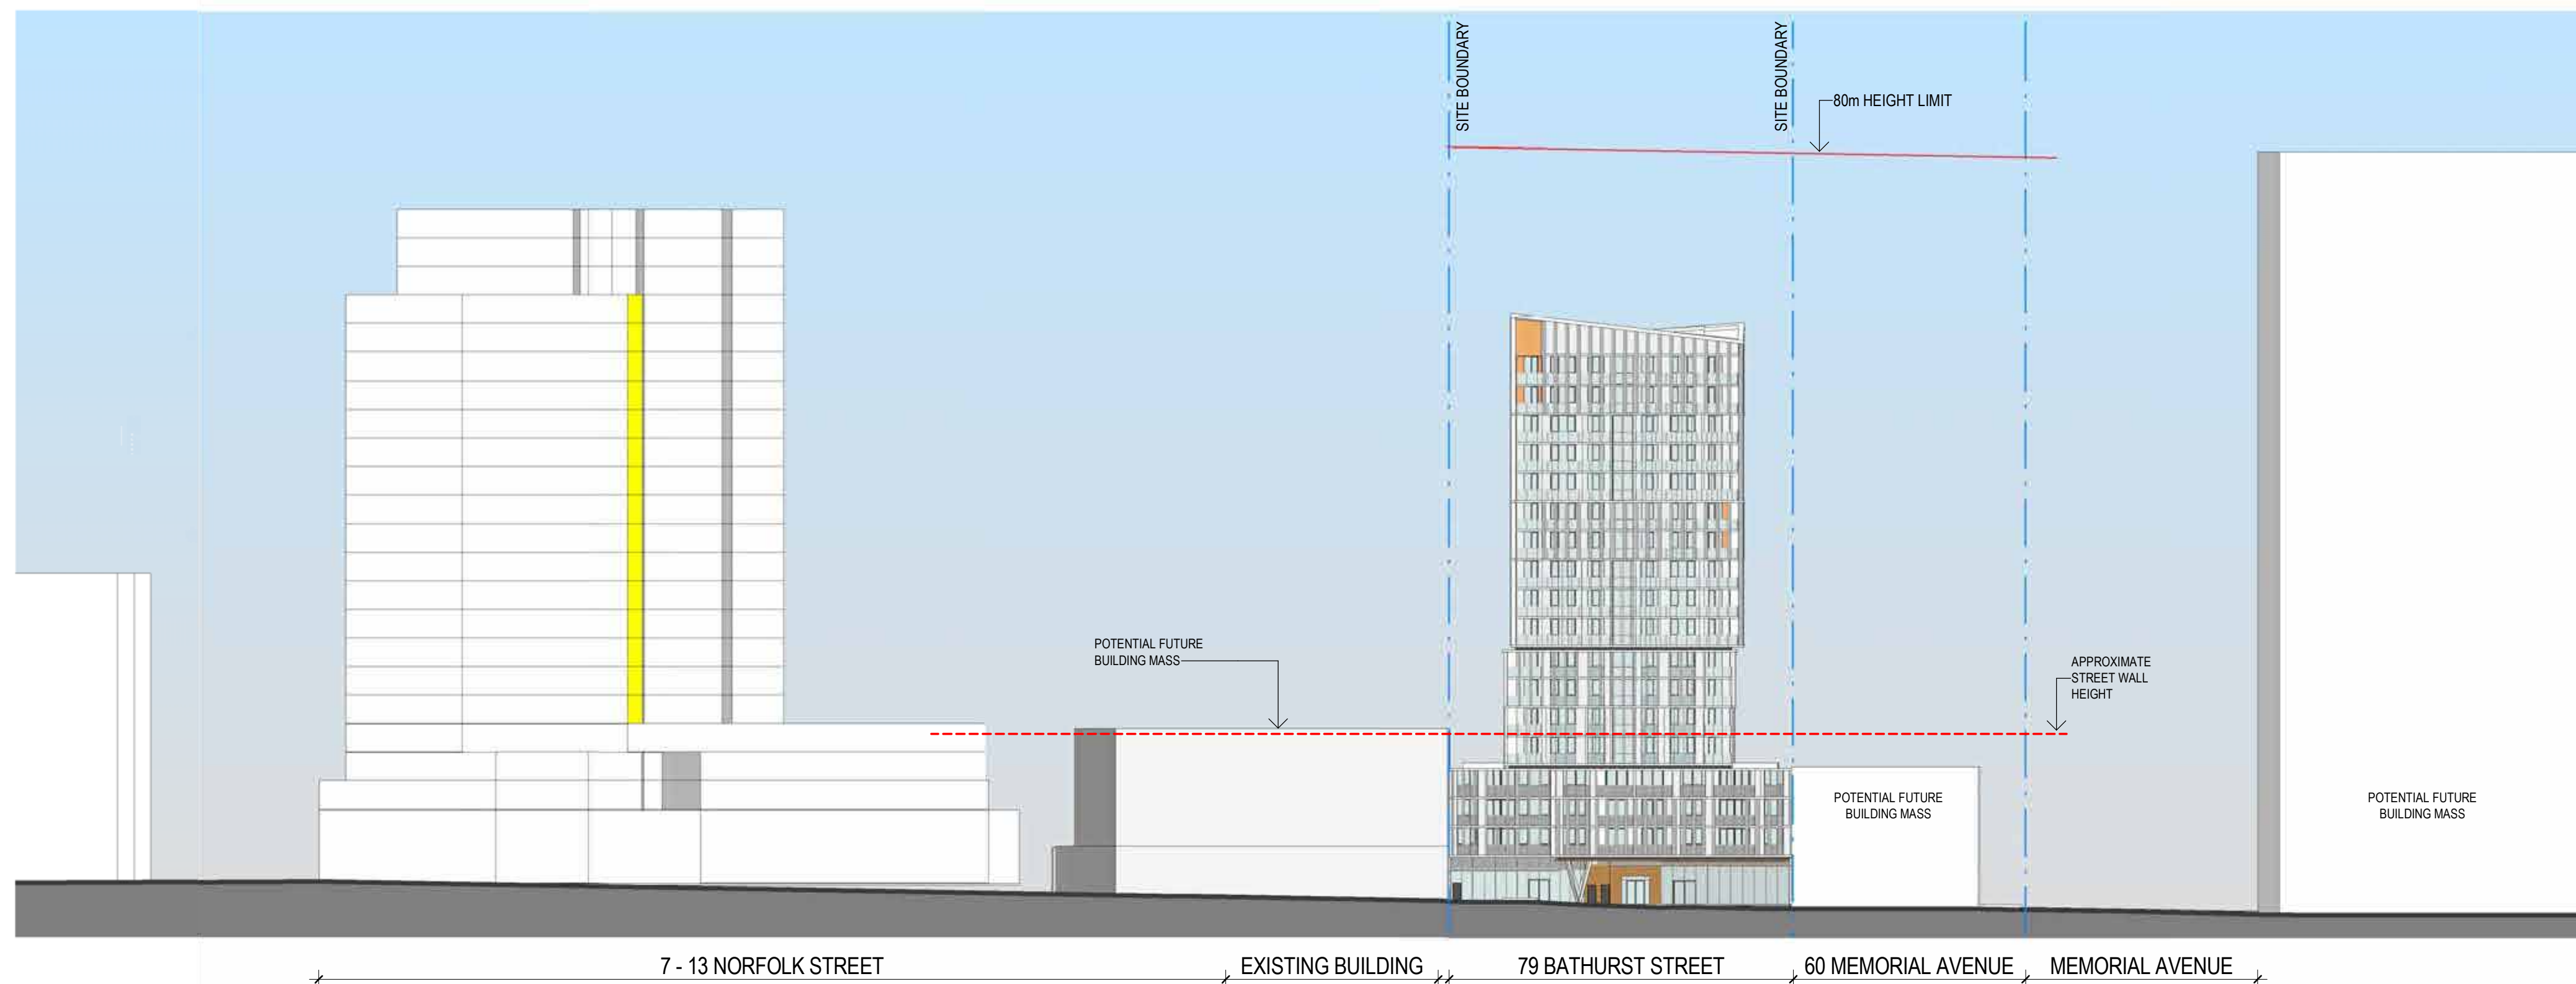 SITE BOUNDARY
SITE BOUNDARY
80m HEIGHT LIMIT
POTENTIAL FUTURE
BUILDING MASS
APPROXIMATE
STREET WALL
HEIGHT
POTENTIAL FUTURE
BUILDING MASS
POTENTIAL FUTURE
BUILDING MASS
7 - 13 NORFOLK STREET
EXISTING BUILDING
79 BATHURST STREET
60 MEMORIAL AVENUE
MEMORIAL AVENUE